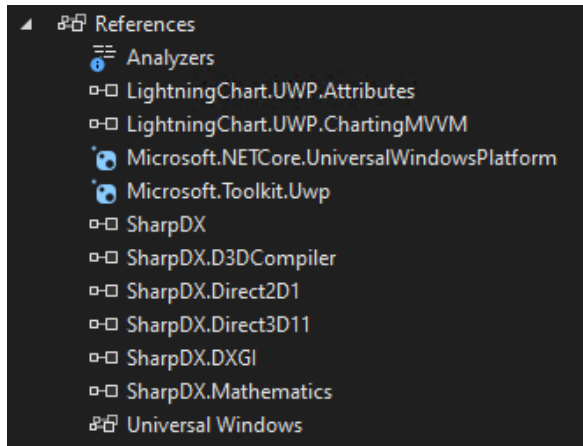 References
Analyzers
LightningChart.UWP.Attributes
LightningChart.UWP.ChartingMVVM
Microsoft.NETCore.UniversalWindowsPlatform
Microsoft.Toolkit.Uwp
SharpDX
SharpDX.D3DCompiler
SharpDX.Direct2D1
SharpDX.Direct3D11
SharpDX.DXGI
SharpDX.Mathematics
Universal Windows